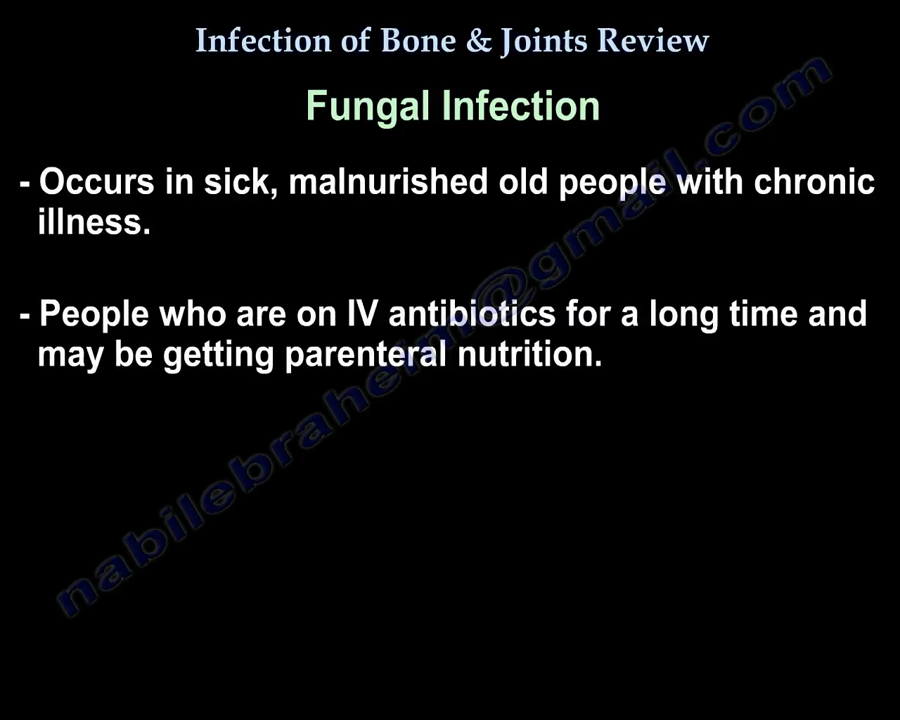 Infection of Bone & Joints Review
Fungal Infection
- Occurs in sick, malnurished old people with chronic
illness.
- People who are on IV antibiotics for a long time and
may be getting parenteral nutrition.
nabilebraheim@gmail.com